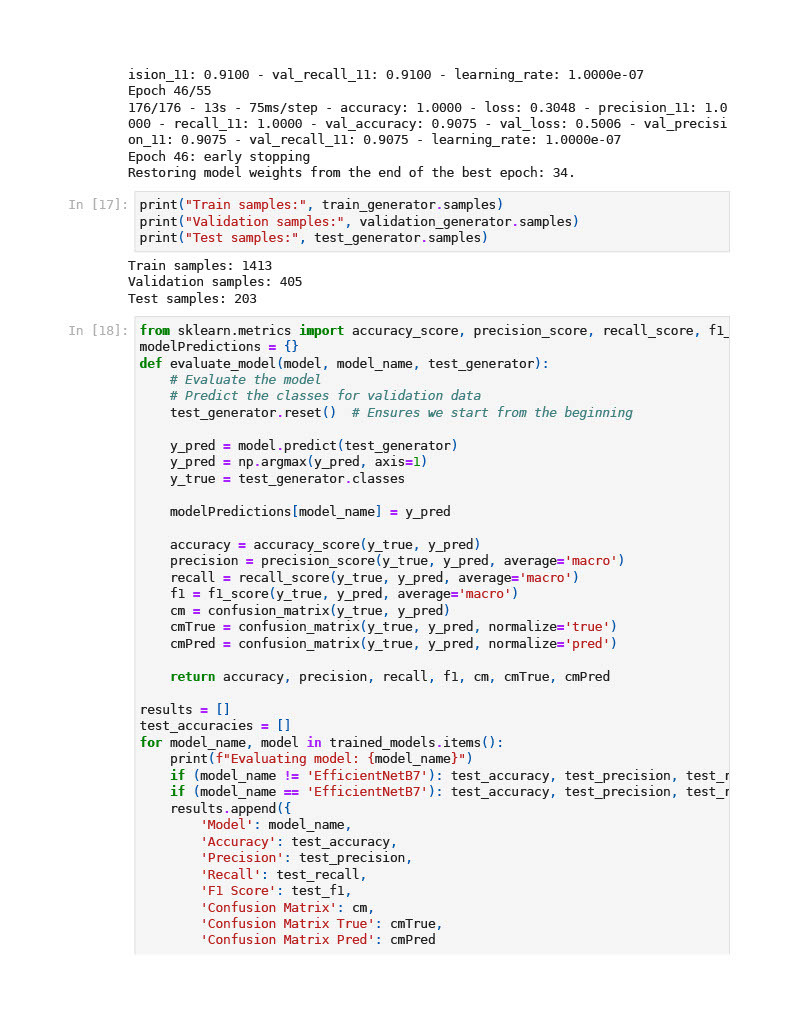 ision_11: 0.9100 - val_recall_11: 0.9100 - learning_rate: 1.0000e-07
Epoch 46/55
176/176 - 13s - 75ms/step - accuracy: 1.0000 - loss: 0.3048 - precision_11: 1.0
000 - recall_11: 1.0000 - val_accuracy: 0.9075 - val_loss: 0.5006 - val_precisi
on_11: 0.9075 - val_recall_11: 0.9075 - learning_rate: 1.0000e-07
Epoch 46: early stopping
Restoring model weights from the end of the best epoch: 34.
In [17]: print("Train samples:", train_generator.samples)
print("Validation samples:", validation_generator.samples)
print("Test samples:", test_generator.samples)
Train samples: 1413
Validation samples: 405
Test samples: 203
In [18]: from sklearn.metrics import accuracy_score, precision_score, recall_score, f1_
modelPredictions = {}
def evaluate_model(model, model_name, test_generator):
    # Evaluate the model
    # Predict the classes for validation data
    test_generator.reset()  # Ensures we start from the beginning

    y_pred = model.predict(test_generator)
    y_pred = np.argmax(y_pred, axis=1)
    y_true = test_generator.classes

    modelPredictions[model_name] = y_pred

    accuracy = accuracy_score(y_true, y_pred)
    precision = precision_score(y_true, y_pred, average='macro')
    recall = recall_score(y_true, y_pred, average='macro')
    f1 = f1_score(y_true, y_pred, average='macro')
    cm = confusion_matrix(y_true, y_pred)
    cmTrue = confusion_matrix(y_true, y_pred, normalize='true')
    cmPred = confusion_matrix(y_true, y_pred, normalize='pred')

    return accuracy, precision, recall, f1, cm, cmTrue, cmPred

results = []
test_accuracies = []
for model_name, model in trained_models.items():
    print(f"Evaluating model: {model_name}")
    if (model_name != 'EfficientNetB7'): test_accuracy, test_precision, test_r
    if (model_name == 'EfficientNetB7'): test_accuracy, test_precision, test_r
    results.append({
        'Model': model_name,
        'Accuracy': test_accuracy,
        'Precision': test_precision,
        'Recall': test_recall,
        'F1 Score': test_f1,
        'Confusion Matrix': cm,
        'Confusion Matrix True': cmTrue,
        'Confusion Matrix Pred': cmPred